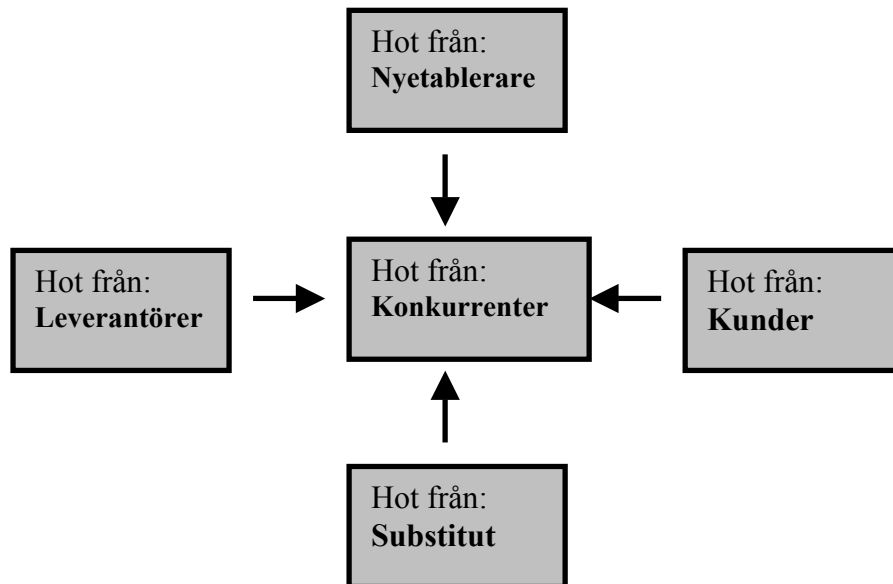 Hot från:
Nyetablerare
Hot från:
Leverantörer
Hot från:
Konkurrenter
Hot från:
Kunder
Hot från:
Substitut